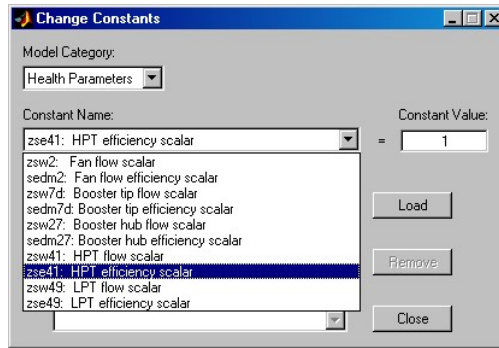 Change Constants
Model Category:
Health Parameters
Constant Name:
Constant Value:
zse41: HPT efficiency scalar
=
1
zsw2: Fan flow scalar
sedm2: Fan flow efficiency scalar
zsw7d: Booster tip flow scalar
sedm7d: Booster tip efficiency scalar
zsw27: Booster hub flow scalar
sedm27: Booster hub efficiency scalar
zsw41: HPT flow scalar
zse41: HPT efficiency scalar
zsw49: LPT flow scalar
zse49: LPT efficiency scalar
Load
Remove
Close